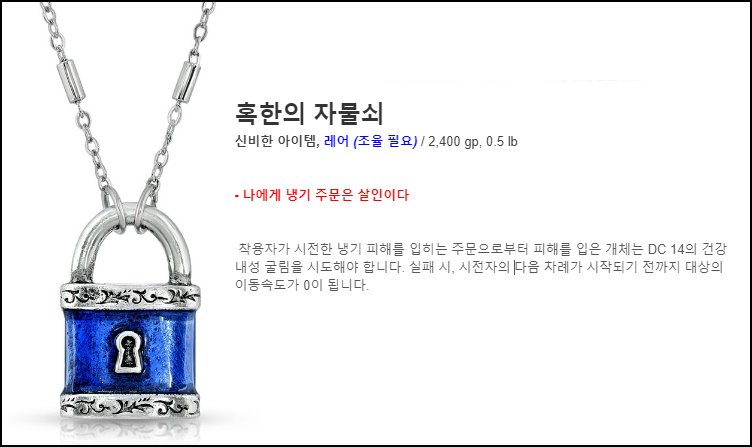 혹한의 자물쇠
신비한 아이템, 레어 (조율 필요) / 2,400 gp, 0.5 lb
- 나에게 냉기 주문은 살인이다
착용자가 시전한 냉기 피해를 입히는 주문으로부터 피해를 입은 개체는 DC 14의 건강
내성 굴림을 시도해야 합니다. 실패 시, 시전자의 다음 차례가 시작되기 전까지 대상의
이동속도가 0이 됩니다.